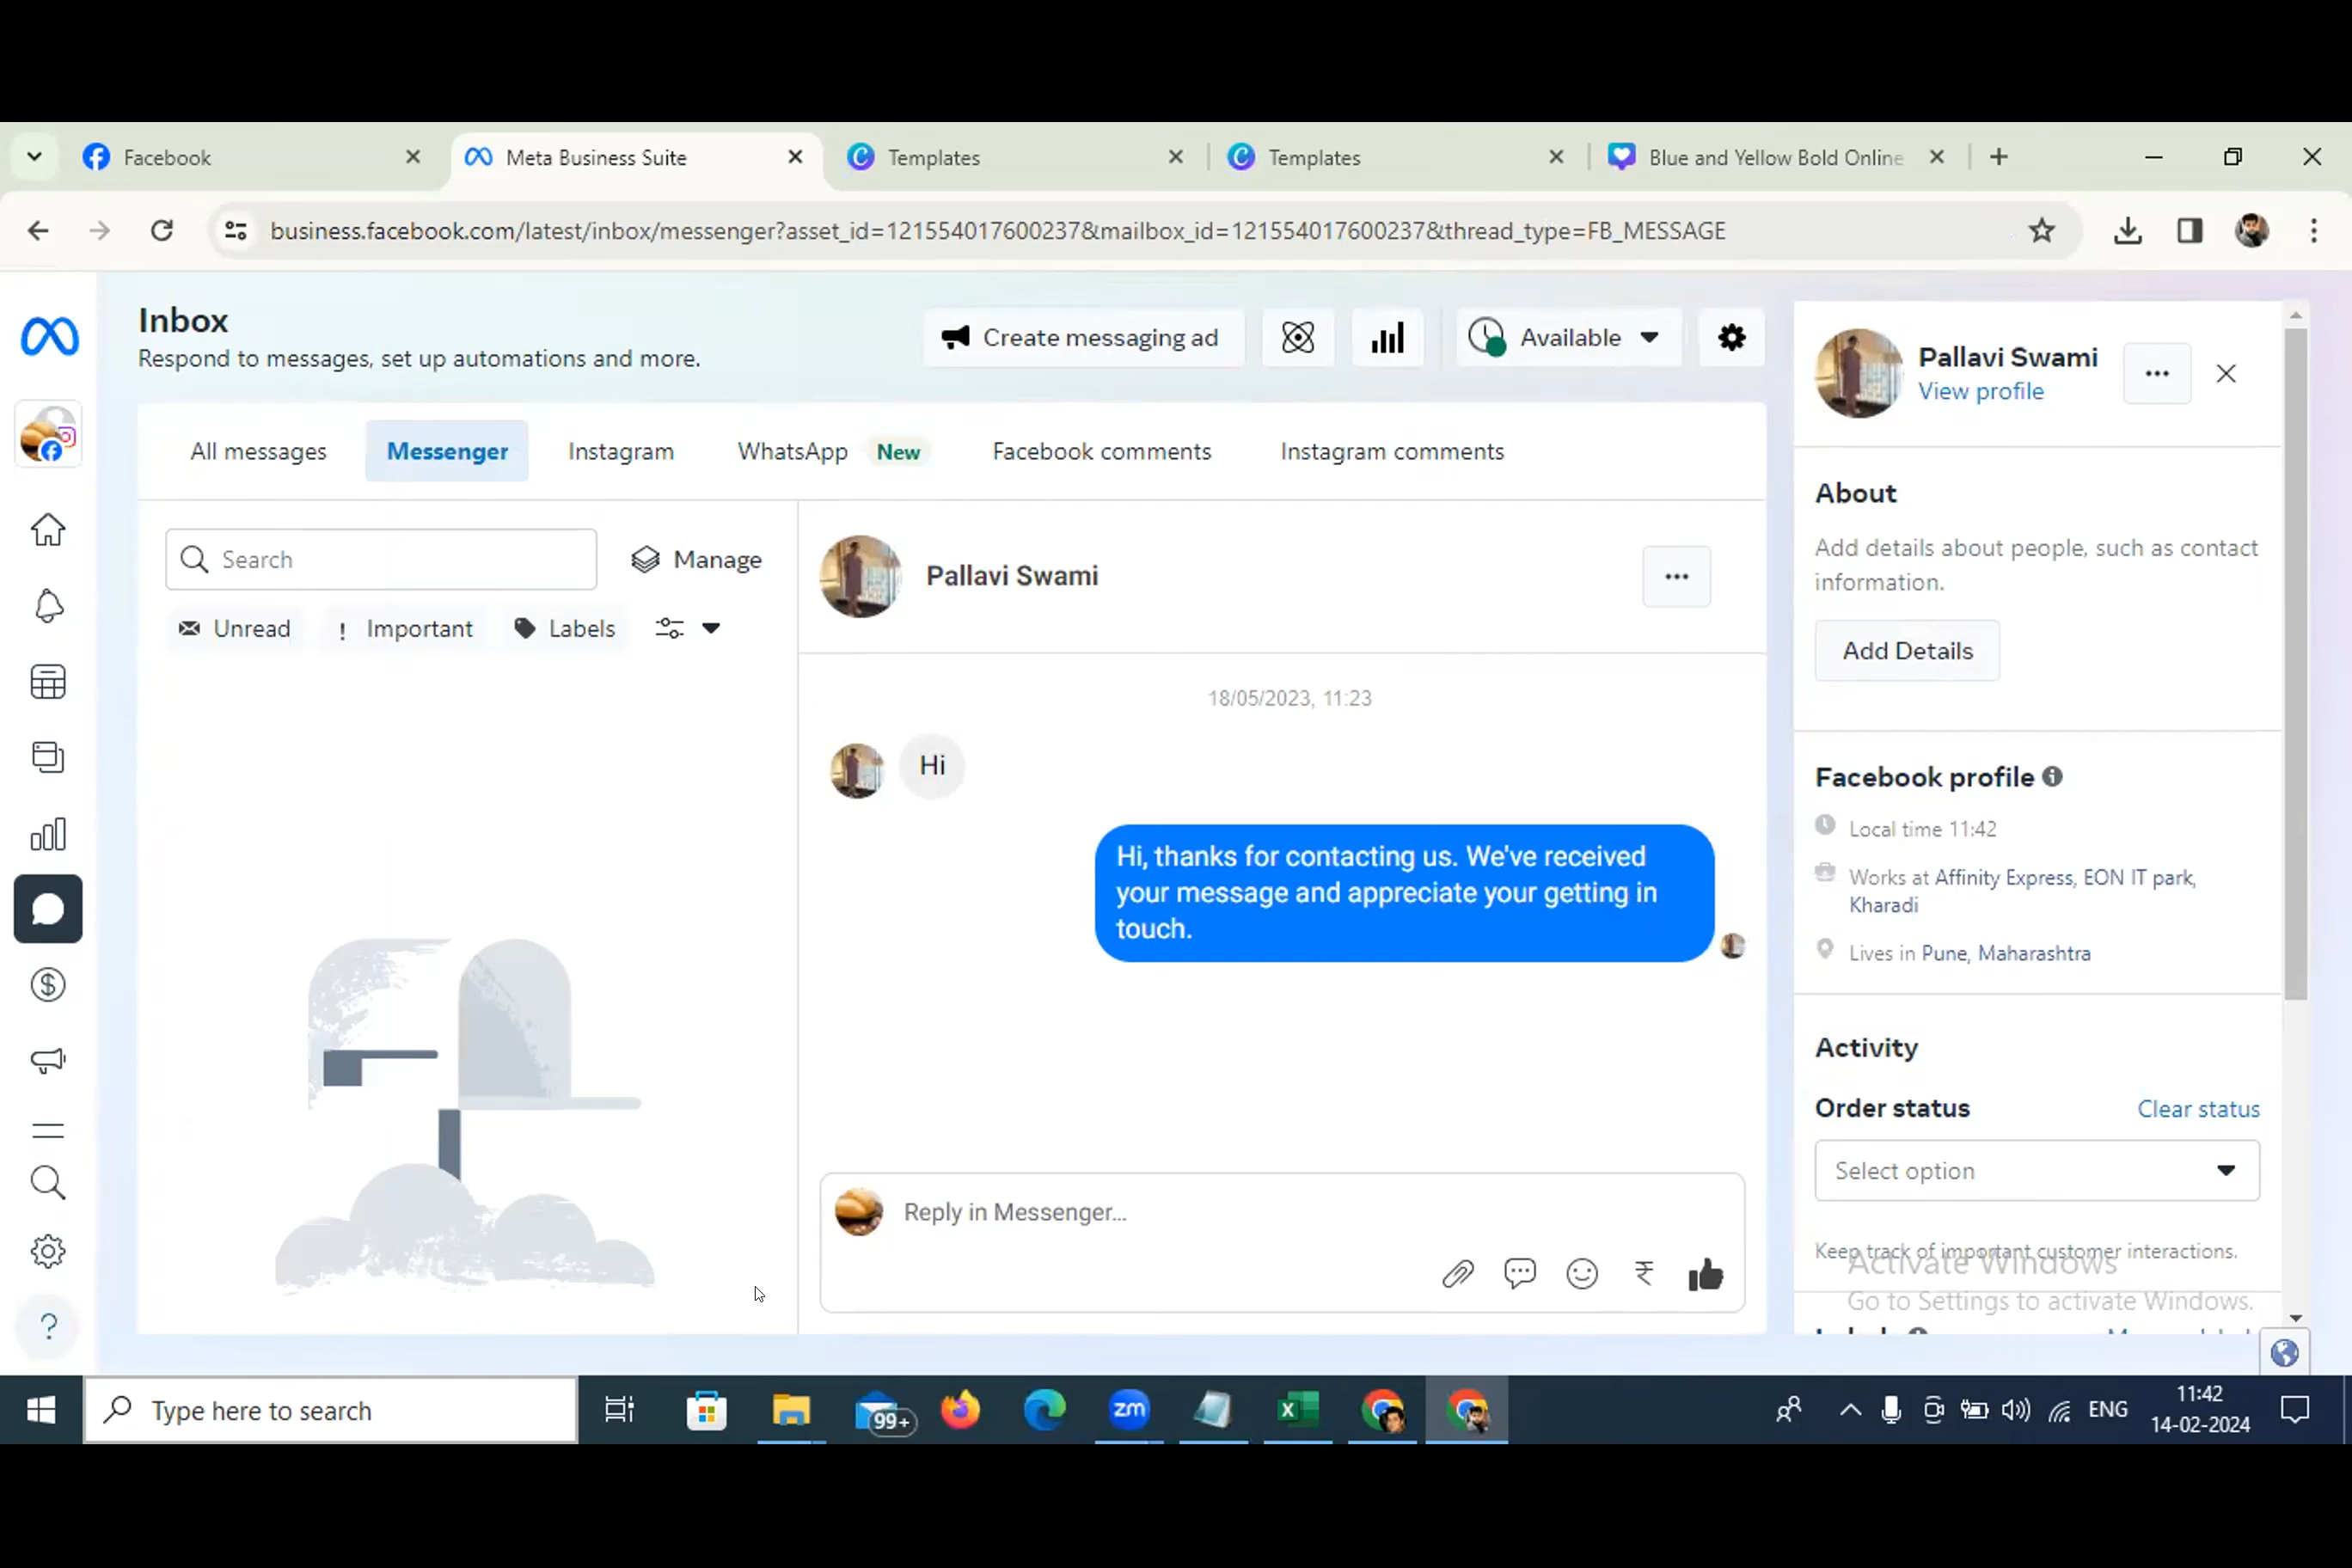 Facebook
Meta Business Suite
Templates
Templates
Blue and Yellow Bold Online
business.facebook.com/latest/inbox/messenger?asset_id=121554017600237&mailbox_id=121554017600237&thread_type=FB_MESSAGE
Inbox
Respond to messages, set up automations and more.
Create messaging ad
Available
All messages
Messenger
Instagram
WhatsApp New
Facebook comments
Instagram comments
Search
Manage
Unread
! Important
Labels
Pallavi Swami
18/05/2023, 11:23
Hi
Hi, thanks for contacting us. We've received
your message and appreciate your getting in
touch.
Reply in Messenger...
Pallavi Swami
View profile
About
Add details about people, such as contact
information.
Add Details
Facebook profile
Local time 11:42
Works at Affinity Express, EON IT park,
Kharadi
Lives in Pune, Maharashtra
Activity
Order status
Clear status
Select option
Keep track of important customer interactions.
Activate Windows
Go to Settings to activate Windows.
Type here to search
99+
zm
ENG
11:42
14-02-2024